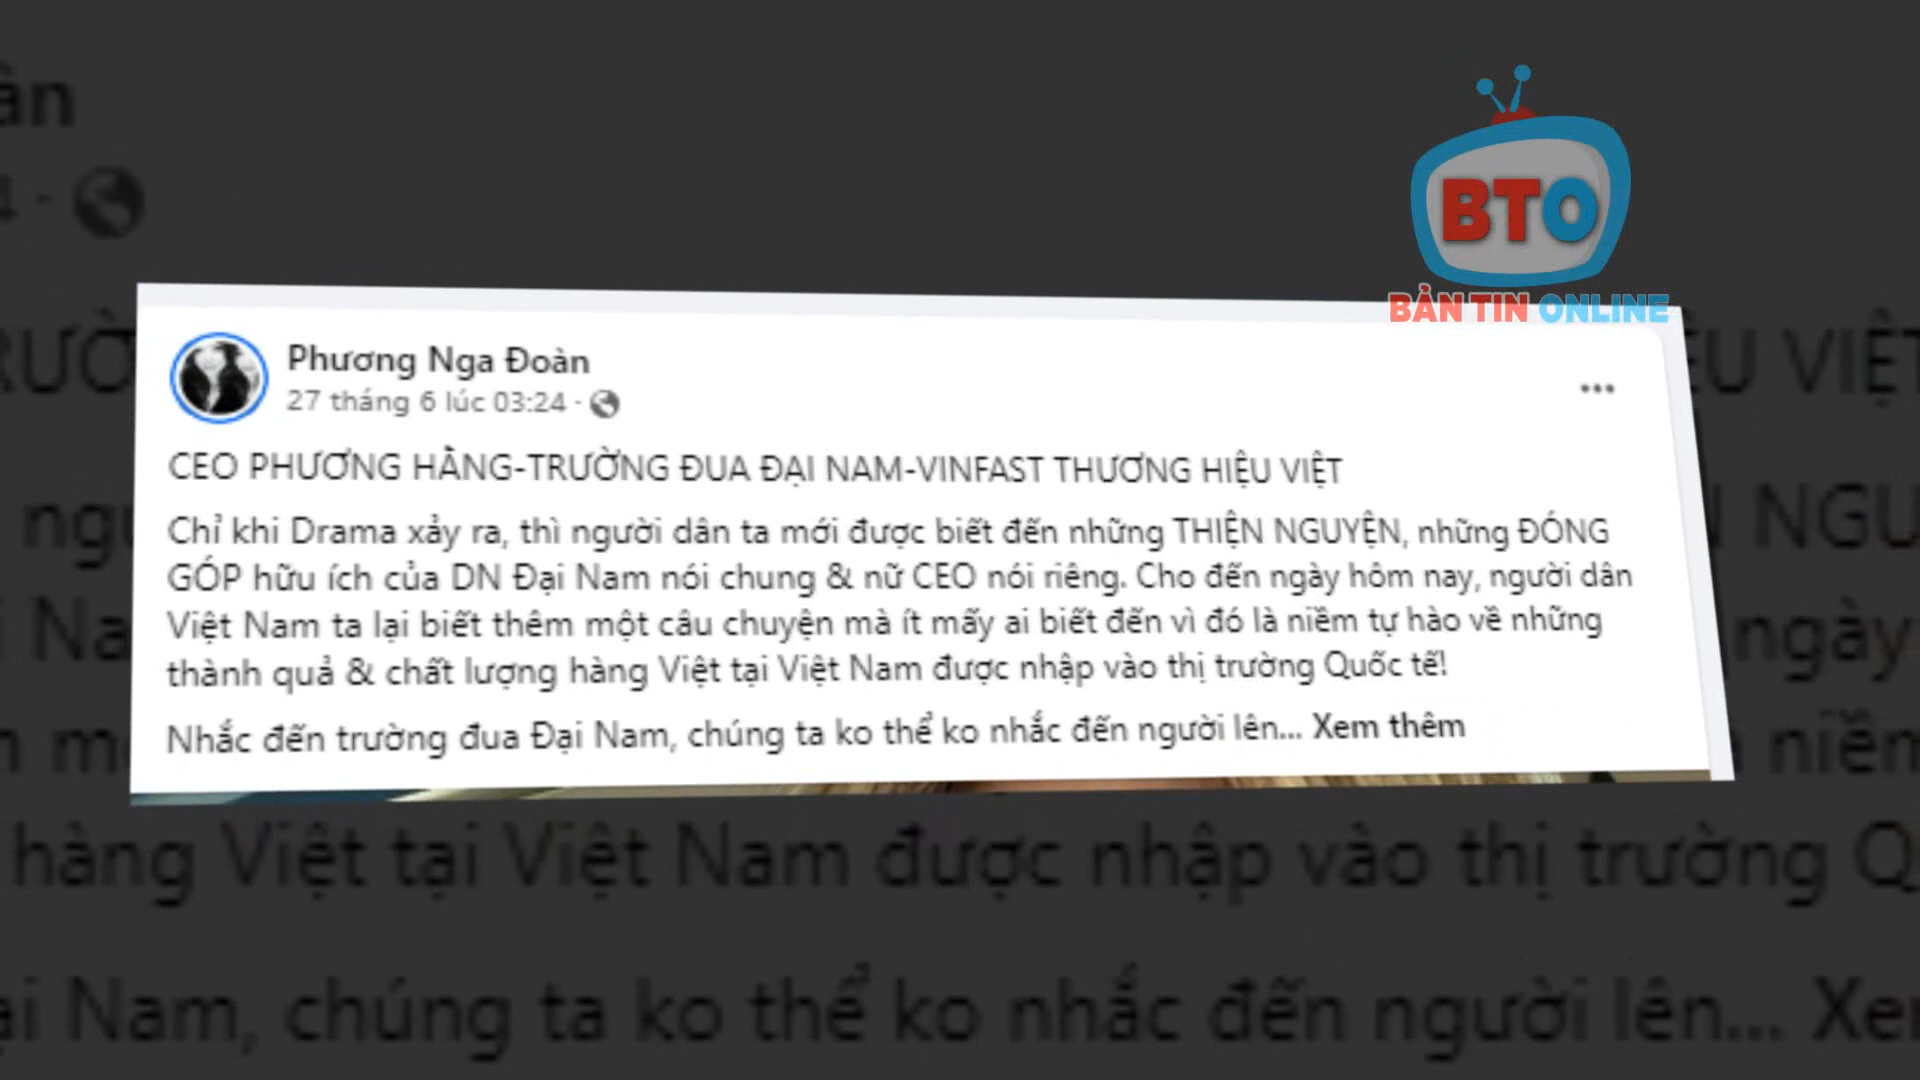 BTO
BẢN TIN ONLINE
Phương Nga Đoàn
27 tháng 6 lúc 03:24 ·
CEO PHƯƠNG HẰNG-TRƯỜNG ĐUA ĐẠI NAM-VINFAST THƯƠNG HIỆU VIỆT
Chỉ khi Drama xảy ra, thì người dân ta mới được biết đến những THIỆN NGUYỆN, những ĐÓNG
GÓP hữu ích của DN Đại Nam nói chung & nữ CEO nói riêng. Cho đến ngày hôm nay, người dân
Việt Nam ta lại biết thêm một câu chuyện mà ít mấy ai biết đến vì đó là niềm tự hào về những
thành quả & chất lượng hàng Việt tại Việt Nam được nhập vào thị trường Quốc tế!
Nhắc đến trường đua Đại Nam, chúng ta ko thể ko nhắc đến người lên... Xem thêm
hàng Việt tại Việt Nam được nhập vào thị trường
Nam, chúng ta ko thể ko nhắc đến người lên...